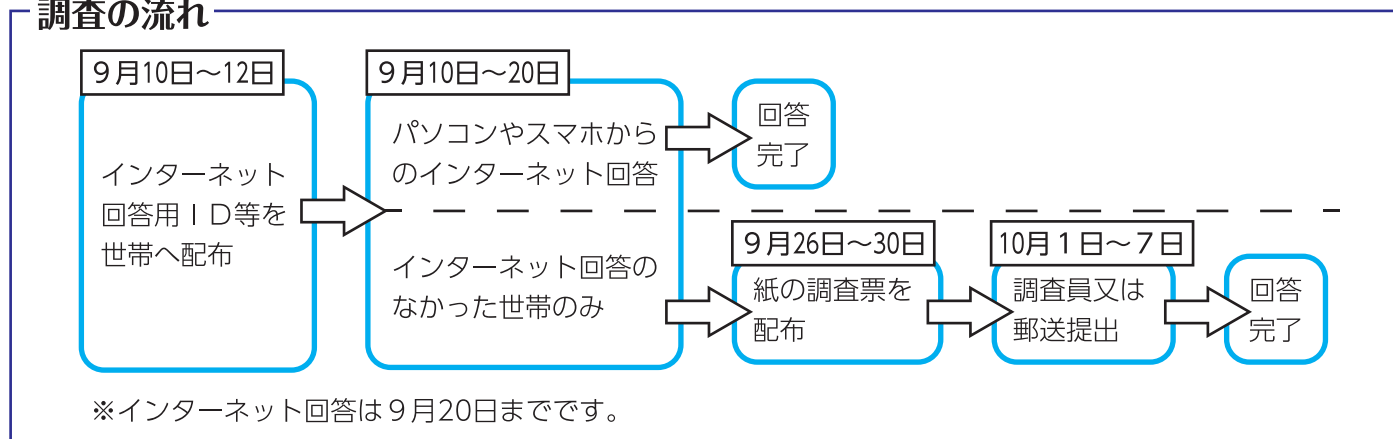 調査の流れ
９月10日～12日
インターネット
回答用ＩＤ等を
世帯へ配布
９月10日～20日
パソコンやスマホから
のインターネット回答
回答
完了
インターネット回答の
なかった世帯のみ
９月26日～30日
紙の調査票を
配布
10月１日～７日
調査員又は
郵送提出
回答
完了
※インターネット回答は９月20日までです。